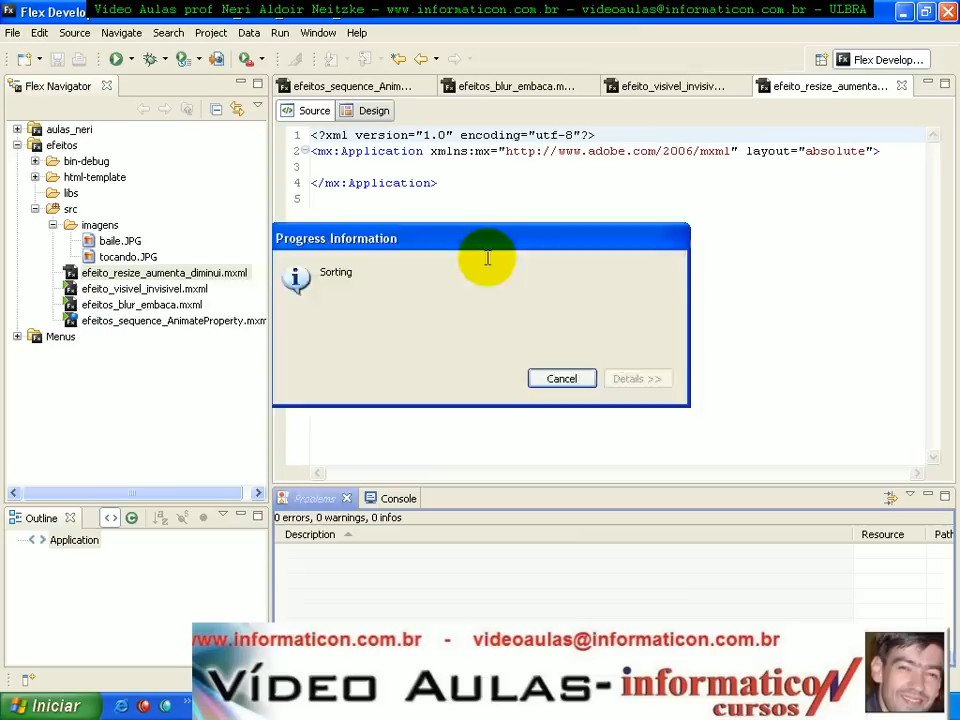 Flex Develo
Video Aulas prof Neri Aldoir Neitzke - www.informaticon.com.br - videoaulas@informaticon.com.br - ULBRA
File Edit Source Navigate Search Project Data Run Window Help
Flex Develop...
Flex Navigator
efeitos_sequence_Anim...
efeitos_blur_embaca.m...
efeito_visivel_invisiv...
efeito_resize_aumenta...
Source Design
aulas_neri
efeitos
bin-debug
html-template
libs
src
imagens
baile.JPG
tocando.JPG
efeito_resize_aumenta_diminui.mxml
efeito_visivel_invisivel.mxml
efeitos_blur_embaca.mxml
efeitos_sequence_AnimateProperty.mxm
Menus
1 <?xml version="1.0" encoding="utf-8"?>
2 <mx:Application xmlns:mx="http://www.adobe.com/2006/mxml" layout="absolute">
3
4 </mx:Application>
5
Progress Information
Sorting
Cancel Details >>
Problems Console
0 errors, 0 warnings, 0 infos
Description Resource Path
Outline
Application
www.informaticon.com.br - videoaulas@informaticon.com.br
VÍDEO AULAS- informaticon
cursos
Iniciar